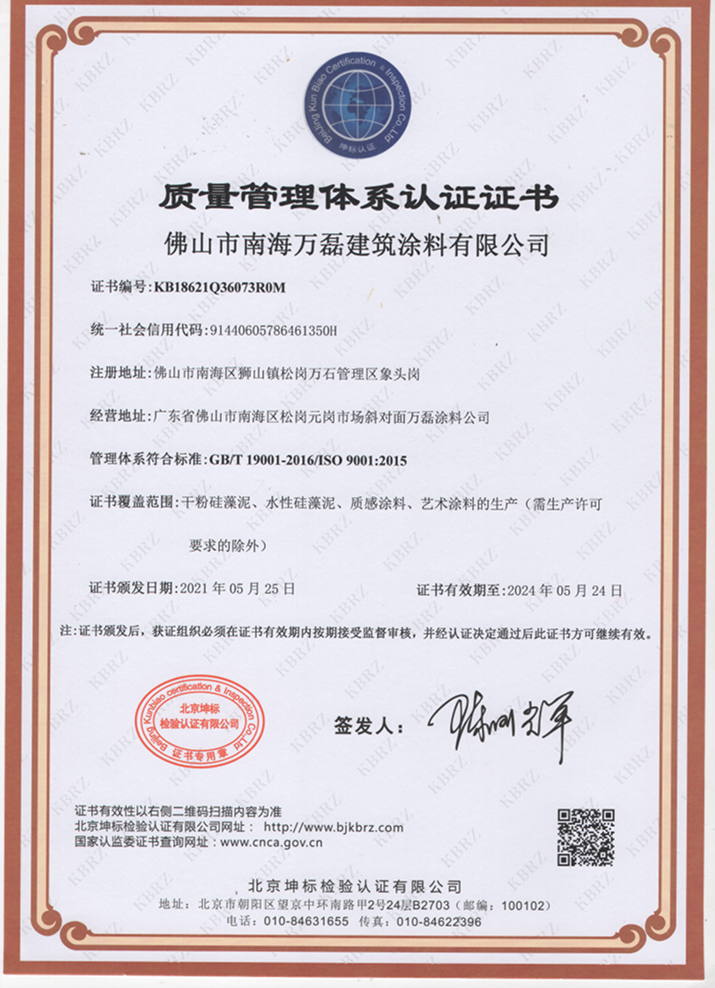 Beijing Kun Biao Certification & Inspection Co.,Ltd
坤标认证
质量管理体系认证证书
佛山市南海万磊建筑涂料有限公司
证书编号:KB18621Q36073R0M
统一社会信用代码:91440605786461350H
注册地址:佛山市南海区狮山镇松岗万石管理区象头岗
经营地址:广东省佛山市南海区松岗元岗市场斜对面万磊涂料公司
管理体系符合标准:GB/T 19001-2016/ISO 9001:2015
证书覆盖范围:干粉硅藻泥、水性硅藻泥、质感涂料、艺术涂料的生产（需生产许可
要求的除外）
证书颁发日期:2021 年 05 月 25 日 证书有效期至:2024 年 05 月 24 日
注:证书颁发后，获证组织必须在证书有效期内按期接受监督审核，并经认证决定通过后此证书方可继续有效。
Beijing Kunbiao certification & Inspection Co.,Ltd
北京坤标
检验认证有限公司
证书专用章
签发人：
证书有效性以右侧二维码扫描内容为准
北京坤标检验认证有限公司网址： http://www.bjkbrz.com
国家认监委证书查询网址：www.cnca.gov.cn
北京坤标检验认证有限公司
地址：北京市朝阳区望京中环南路甲2号24层B2703（邮编：100102）
电话：010-84631655 传真：010-84622396